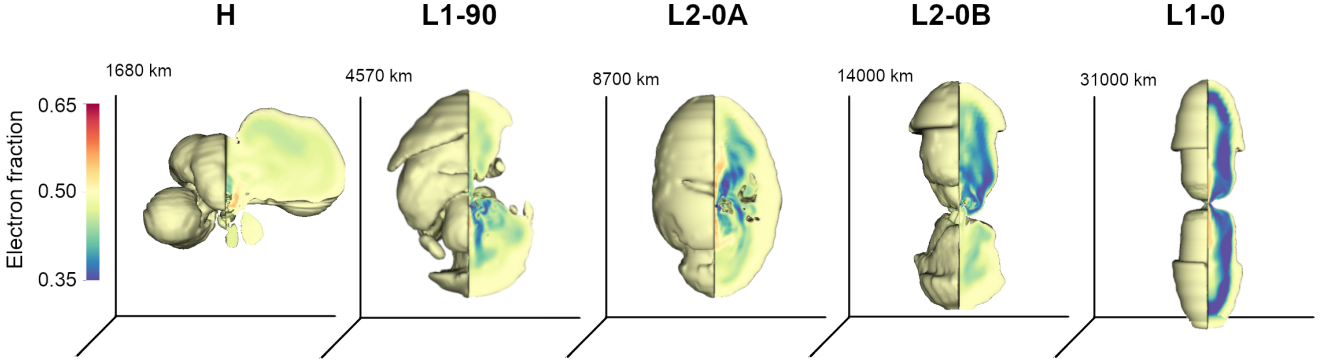 H L1-90 L2-0A L2-0B L1-0
1680 km 4570 km 8700 km 14000 km 31000 km
Electron fraction
0.65
0.50
0.35